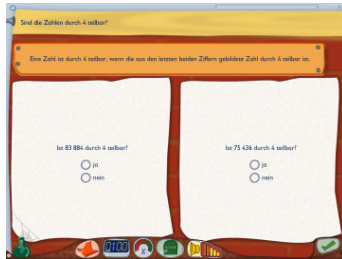 Sind die Zahlen durch 4 teilbar?
Eine Zahl ist durch 4 teilbar, wenn die aus den letzten beiden Ziffern gebildete Zahl durch 4 teilbar ist.
Ist 83 884 durch 4 teilbar?
ja
nein
Ist 75 436 durch 4 teilbar?
ja
nein